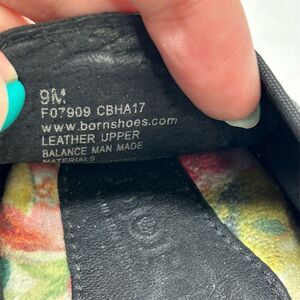 9M
F07909 CBHA17
www.bornshoes.com
LEATHER UPPER
BALANCE MAN MADE
MATERIALS